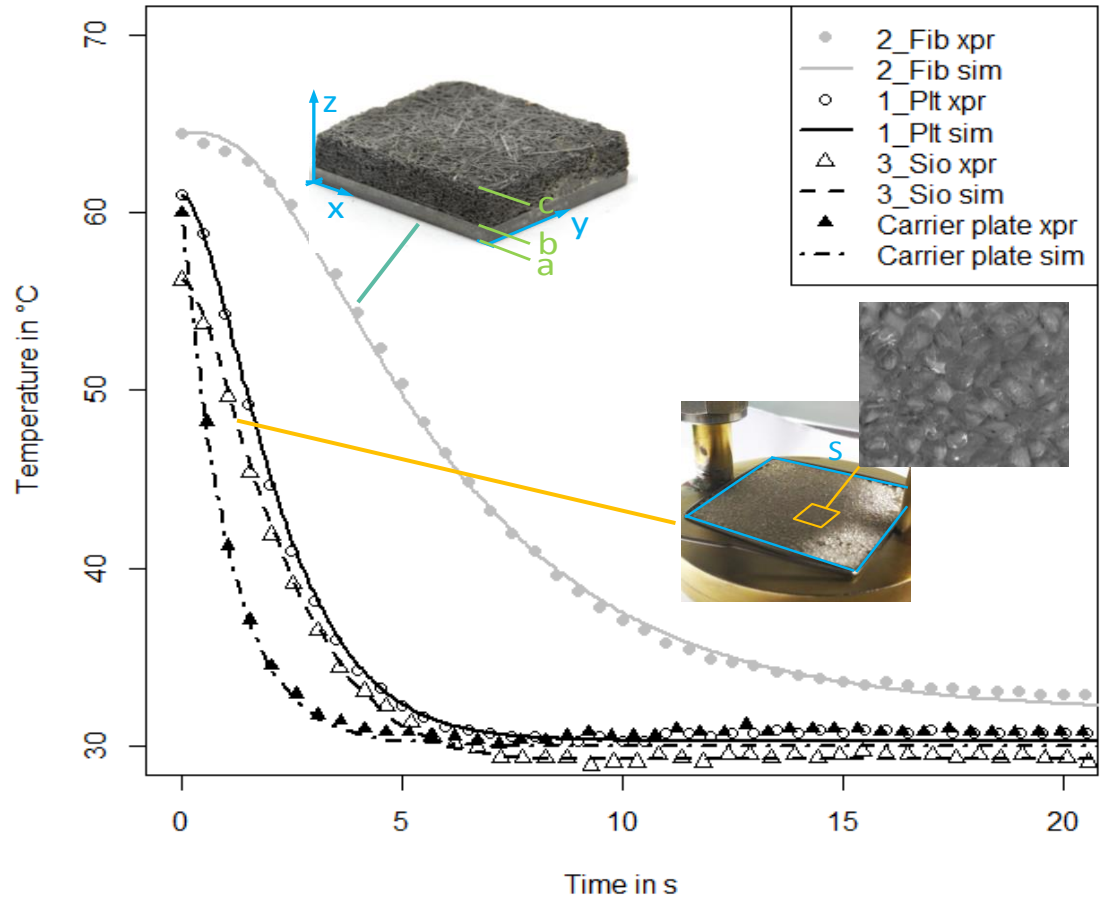 70
60
50
40
30
Temperature in °C
2_Fib xpr
2_Fib sim
1_Plt xpr
1_Plt sim
3_Sio xpr
3_Sio sim
Carrier plate xpr
Carrier plate sim
z
x
y
c
b
a
S
0 5 10 15 20
Time in s